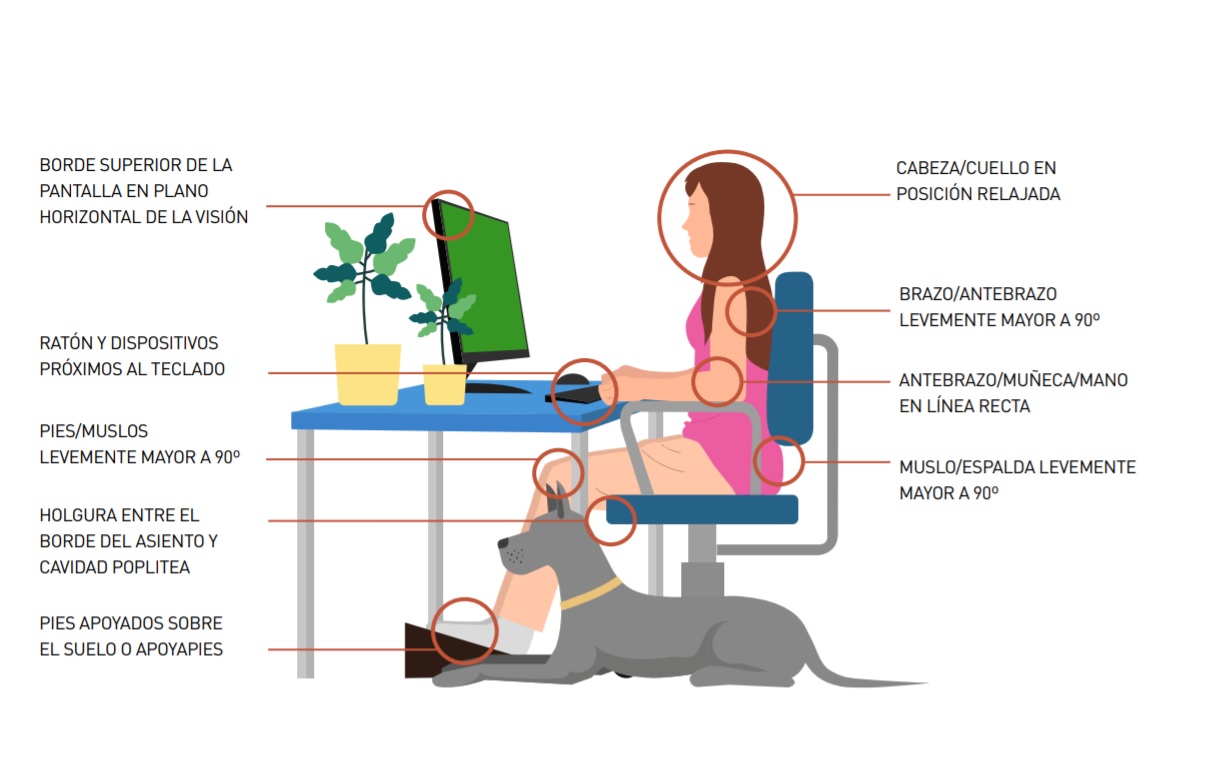 BORDE SUPERIOR DE LA
PANTALLA EN PLANO
HORIZONTAL DE LA VISIÓN
RATÓN Y DISPOSITIVOS
PRÓXIMOS AL TECLADO
PIES/MUSLOS
LEVEMENTE MAYOR A 90º
HOLGURA ENTRE EL
BORDE DEL ASIENTO Y
CAVIDAD POPLITEA
PIES APOYADOS SOBRE
EL SUELO O APOYAPIES
CABEZA/CUELLO EN
POSICIÓN RELAJADA
BRAZO/ANTEBRAZO
LEVEMENTE MAYOR A 90º
ANTEBRAZO/MUÑECA/MANO
EN LÍNEA RECTA
MUSLO/ESPALDA LEVEMENTE
MAYOR A 90º